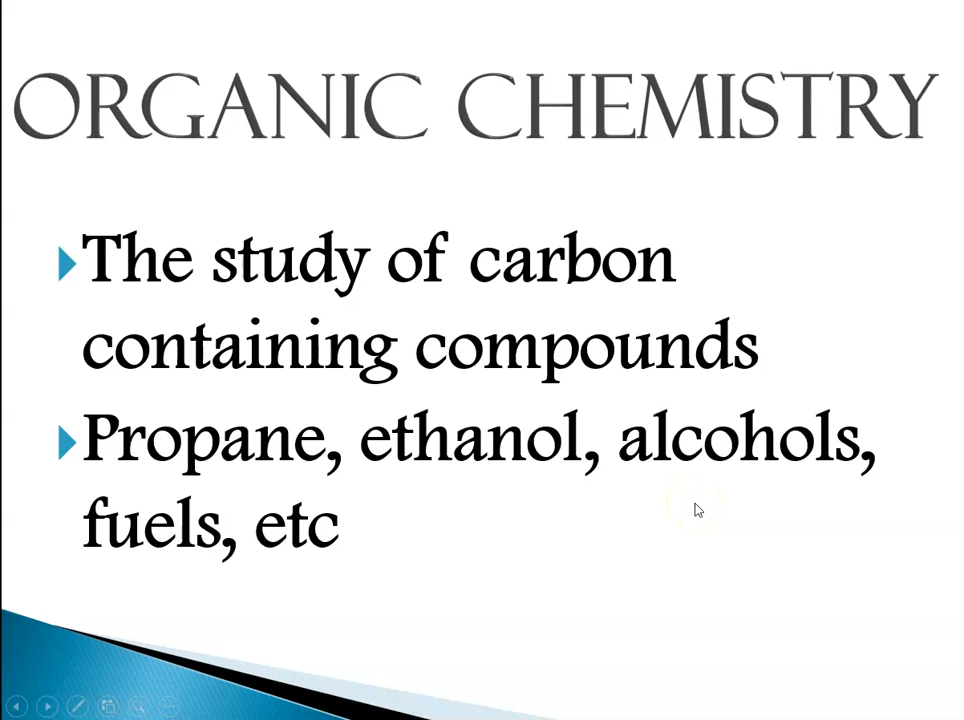 ORGANIC CHEMISTRY
The study of carbon
containing compounds
Propane, ethanol, alcohols,
fuels, etc